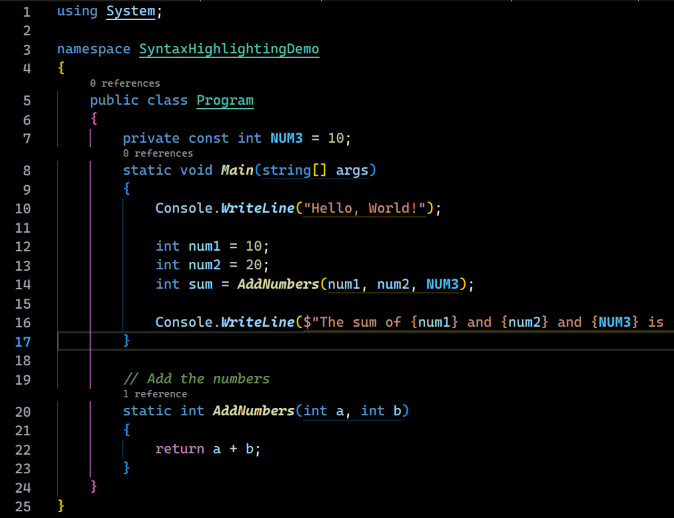 1 using System;
2
3 namespace SyntaxHighlightingDemo
4 {
0 references
5 public class Program
6 {
7 private const int NUM3 = 10;
0 references
8 static void Main(string[] args)
9 {
10 Console.WriteLine("Hello, World!");
11
12 int num1 = 10;
13 int num2 = 20;
14 int sum = AddNumbers(num1, num2, NUM3);
15
16 Console.WriteLine($"The sum of {num1} and {num2} and {NUM3} is
17 }
18
19 // Add the numbers
1 reference
20 static int AddNumbers(int a, int b)
21 {
22 return a + b;
23 }
24 }
25 }